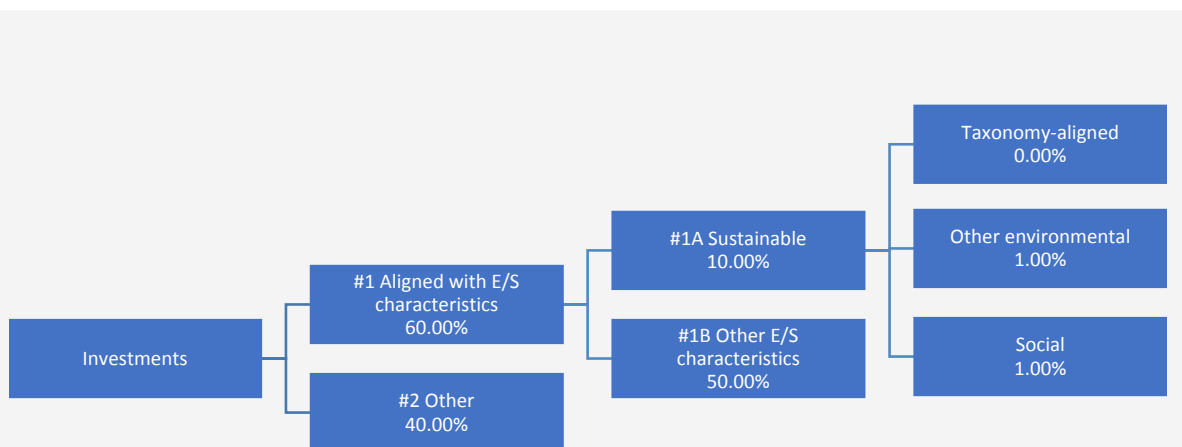 Investments
#1 Aligned with E/S
characteristics
60.00%
#2 Other
40.00%
#1A Sustainable
10.00%
#1B Other E/S
characteristics
50.00%
Taxonomy-aligned
0.00%
Other environmental
1.00%
Social
1.00%